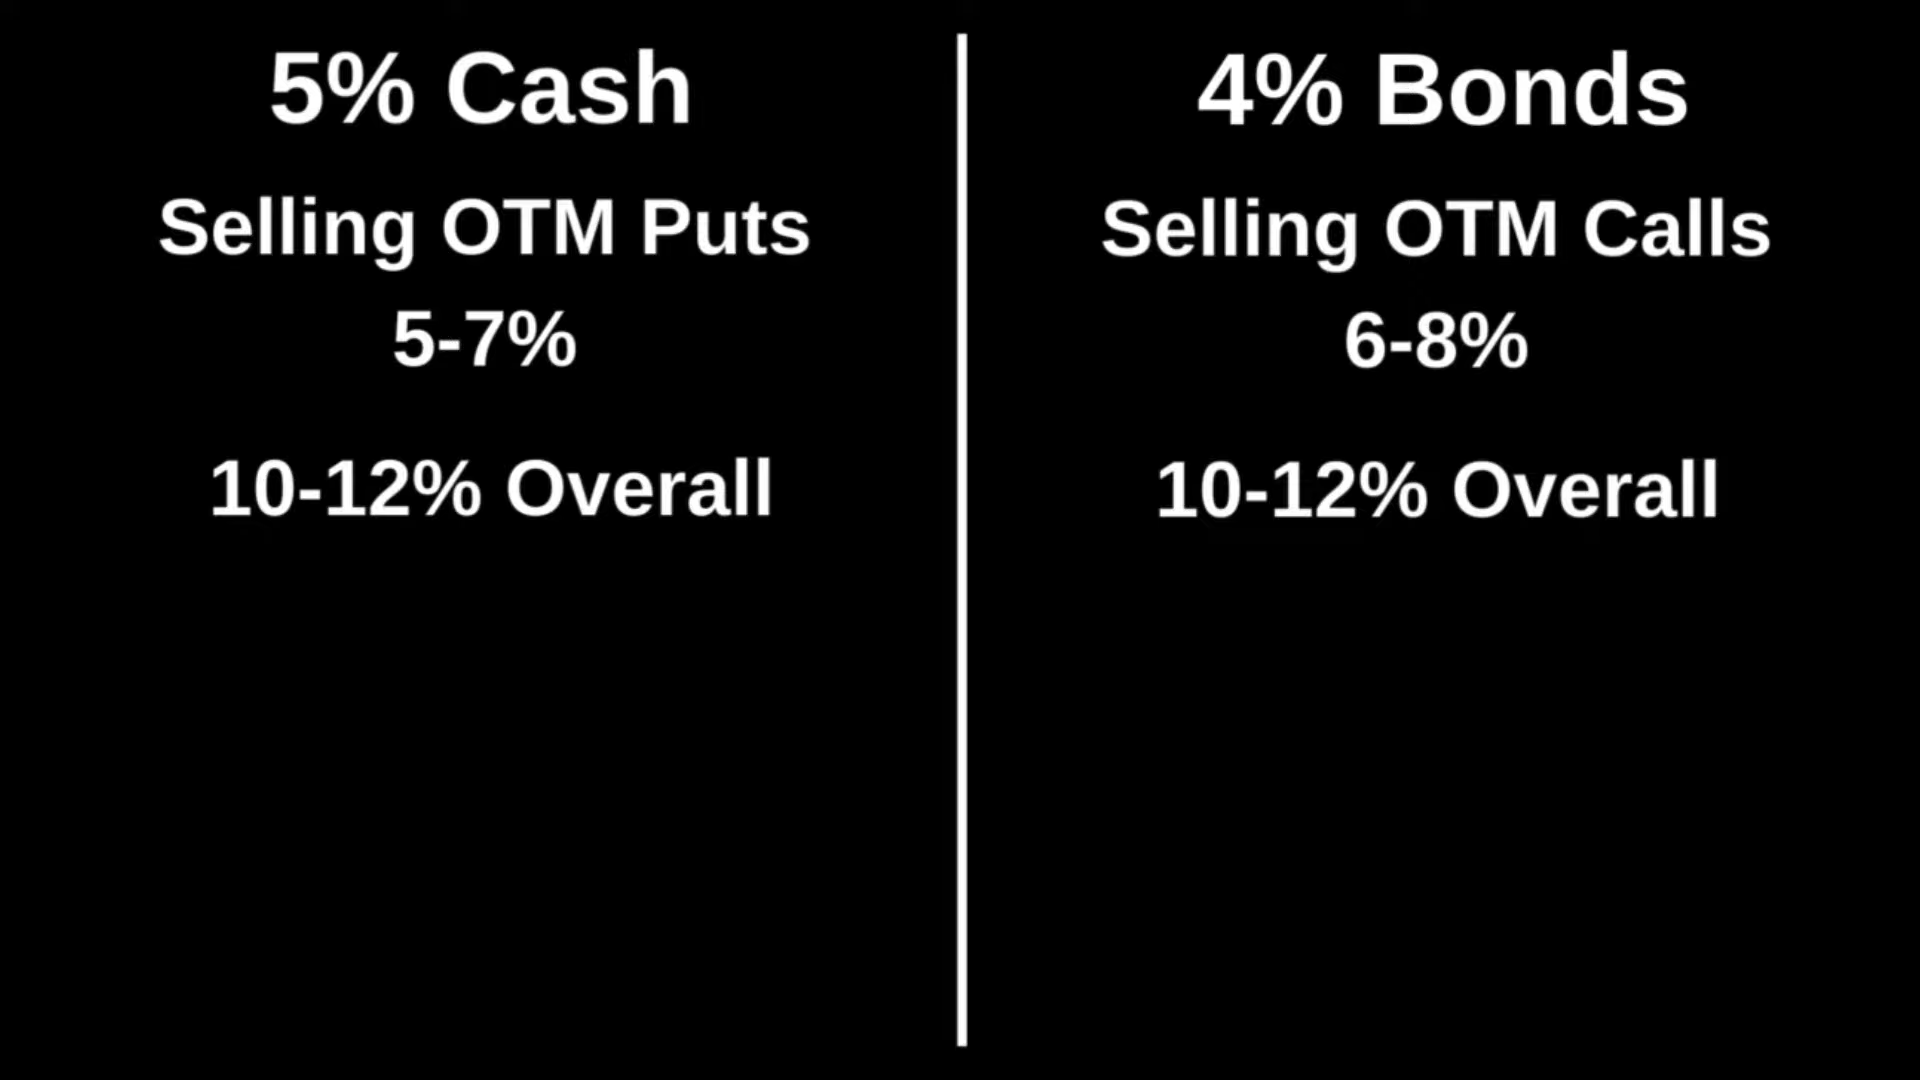 5% Cash
Selling OTM Puts
5-7%
10-12% Overall
4% Bonds
Selling OTM Calls
6-8%
10-12% Overall